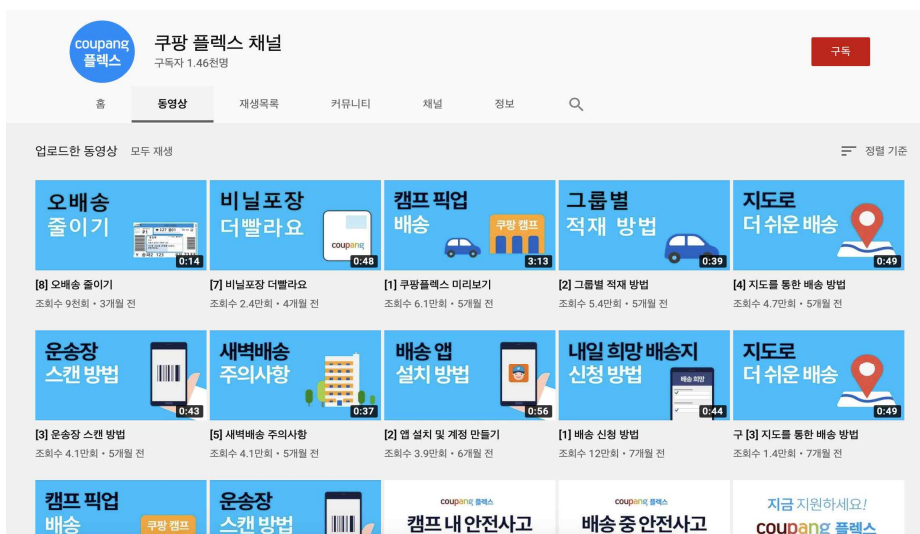 coupang
플렉스
쿠팡 플렉스 채널
구독자 1.46천명
구독
홈
동영상
재생목록
커뮤니티
채널
정보
업로드한 동영상
모두 재생
정렬 기준
오배송
줄이기
0:14
비닐포장
더빨라요
coupang
0:48
캠프 픽업
배송
쿠팡 캠프
3:13
그룹별
적재 방법
0:39
지도로
더 쉬운 배송
0:49
[8] 오배송 줄이기
조회수 9천회 • 3개월 전
[7] 비닐포장 더빨라요
조회수 2.4만회 • 4개월 전
[1] 쿠팡플렉스 미리보기
조회수 6.1만회 • 5개월 전
[2] 그룹별 적재 방법
조회수 5.4만회 • 5개월 전
[4] 지도를 통한 배송 방법
조회수 4.7만회 • 5개월 전
운송장
스캔 방법
0:43
새벽배송
주의사항
0:37
배송 앱
설치 방법
0:56
내일 희망 배송지
신청 방법
배송 희망
0:44
지도로
더 쉬운 배송
0:49
[3] 운송장 스캔 방법
조회수 4.1만회 • 5개월 전
[5] 새벽배송 주의사항
조회수 4.1만회 • 5개월 전
[2] 앱 설치 및 계정 만들기
조회수 3.9만회 • 6개월 전
[1] 배송 신청 방법
조회수 12만회 • 7개월 전
구 [3] 지도를 통한 배송 방법
조회수 1.4만회 • 7개월 전
캠프 픽업
배송
쿠팡 캠프
운송장
스캔 방법
coupang 플렉스
캠프 내 안전사고
coupang 플렉스
배송 중 안전사고
지금 지원하세요!
coupang 플렉스